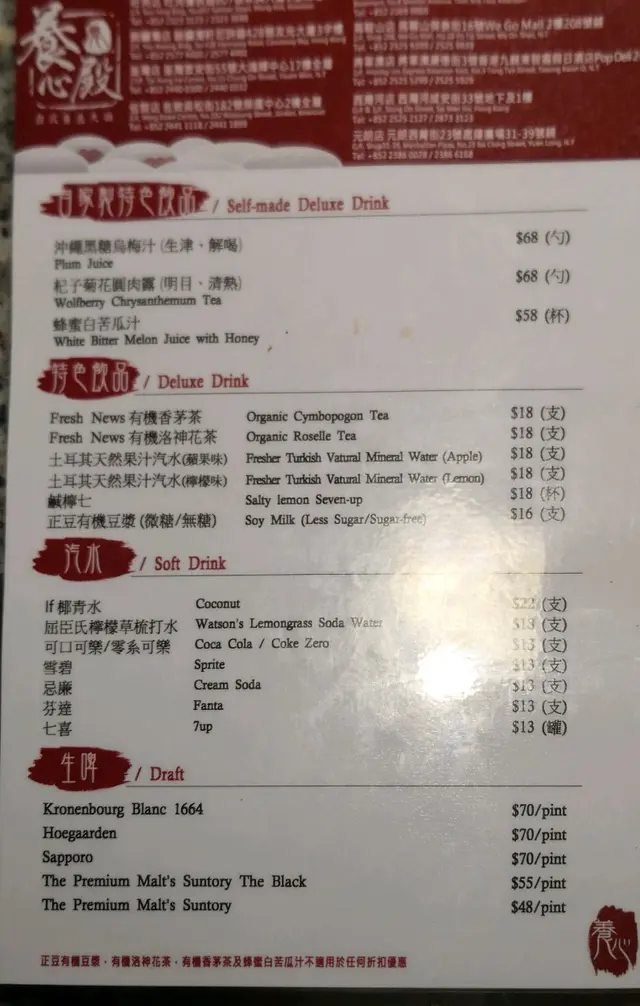 養心殿
Tel: +852 2441 1118 / 2441 1889
Tel: +852 2386 0028 / 2386 6168
自家製特色飲品 / Self-made Deluxe Drink
沖繩黑糖烏梅汁 (生津、解喝) $68 (勺)
Plum Juice
杞子菊花圓肉露 (明目、清熱) $68 (勺)
Wolfberry Chrysanthemum Tea
蜂蜜白苦瓜汁 $58 (杯)
White Bitter Melon Juice with Honey
特色飲品 / Deluxe Drink
Fresh News 有機香茅茶 Organic Cymbopogon Tea $18 (支)
Fresh News 有機洛神花茶 Organic Roselle Tea $18 (支)
土耳其天然果汁汽水(蘋果味) Fresher Turkish Vatural Mineral Water (Apple) $18 (支)
土耳其天然果汁汽水(檸檬味) Fresher Turkish Vatural Mineral Water (Lemon) $18 (支)
鹹檸七 Salty lemon Seven-up $18 (杯)
正豆有機豆漿 (微糖/無糖) Soy Milk (Less Sugar/Sugar-free) $16 (支)
汽水 / Soft Drink
If 椰青水 Coconut $22 (支)
屈臣氏檸檬草梳打水 Watson's Lemongrass Soda Water $13 (支)
可口可樂/零系可樂 Coca Cola / Coke Zero $13 (支)
雪碧 Sprite $13 (支)
忌廉 Cream Soda $13 (支)
芬達 Fanta $13 (支)
七喜 7up $13 (罐)
生啤 / Draft
Kronenbourg Blanc 1664 $70/pint
Hoegaarden $70/pint
Sapporo $70/pint
The Premium Malt's Suntory The Black $55/pint
The Premium Malt's Suntory $48/pint
養心
正豆有機豆漿，有機洛神花茶，有機香茅茶及蜂蜜白苦瓜汁不適用於任何折扣優惠